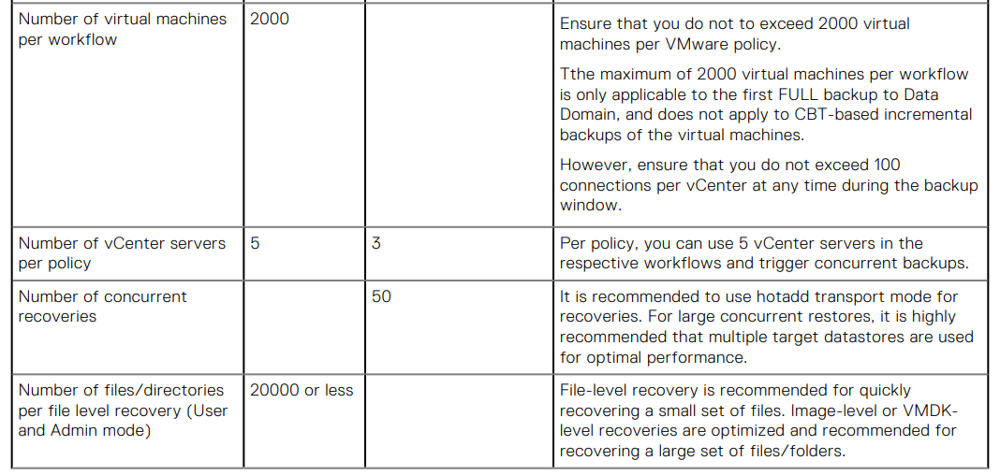 Number of virtual machines
per workflow
2000
Ensure that you do not to exceed 2000 virtual
machines per VMware policy.
Tthe maximum of 2000 virtual machines per workflow
is only applicable to the first FULL backup to Data
Domain, and does not apply to CBT-based incremental
backups of the virtual machines.
However, ensure that you do not exceed 100
connections per vCenter at any time during the backup
window.
Number of vCenter servers
per policy
5
3
Per policy, you can use 5 vCenter servers in the
respective workflows and trigger concurrent backups.
Number of concurrent
recoveries
50
It is recommended to use hotadd transport mode for
recoveries. For large concurrent restores, it is highly
recommended that multiple target datastores are used
for optimal performance.
Number of files/directories
per file level recovery (User
and Admin mode)
20000 or less
File-level recovery is recommended for quickly
recovering a small set of files. Image-level or VMDK-
level recoveries are optimized and recommended for
recovering a large set of files/folders.